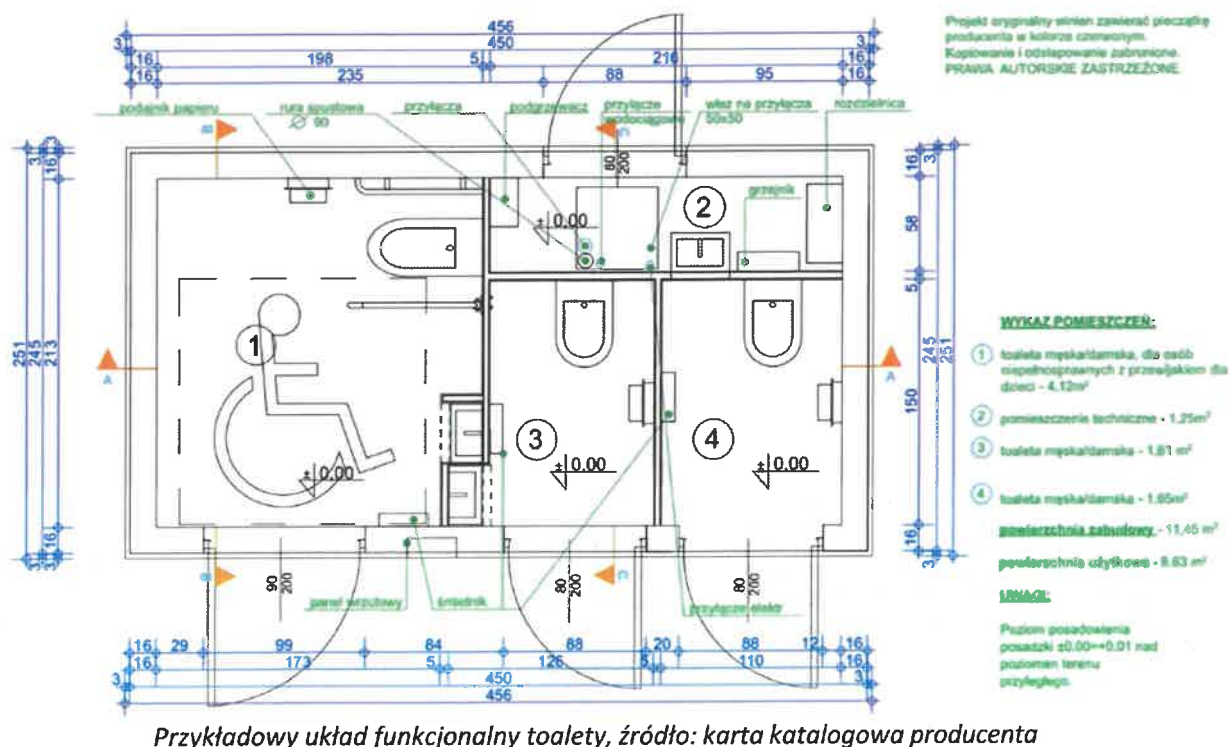 Projekt oryginalny winien zawierać pieczątkę
producenta w kolorze czerwonym.
Kopiowanie i odstępowanie zabronione.
PRAWA AUTORSKIE ZASTRZEŻONE
456
3 450 3
16 198 5 216 16
16 235 88 95 16
podajnik papieru
rura spustowa
Ø 90
przyłącza
podgrzewacz
przyłącze
wodociągowe
właz na przyłącza
50x50
rozdzielnica
B
C
80
200
grzejnik
± 0.00
2
1
3
4
± 0.00
± 0.00
± 0.00
A
A
251
245
213
16
3
16
3
16
58
5
150
16
245
251
3
3
90
200
80
200
80
200
B
C
panel wrzutowy
śmietnik
przyłącze elektr
16 29 99 84 88 20 88 12 16
16 173 5 126 5 110 16
3 450 3
456
WYKAZ POMIESZCZEŃ:
1 toaleta męska/damska, dla osób
niepełnosprawnych z przewijakiem dla
dzieci - 4.12m²
2 pomieszczenie techniczne - 1.25m²
3 toaleta męska/damska - 1.61 m²
4 toaleta męska/damska - 1.65m²
powierzchnia zabudowy - 11,45 m²
powierzchnia użytkowa - 8.63 m²
UWAGI:
Poziom posadowienia
posadzki ±0.00=+0.01 nad
poziomem terenu
przyległego.
Przykładowy układ funkcjonalny toalety, źródło: karta katalogowa producenta